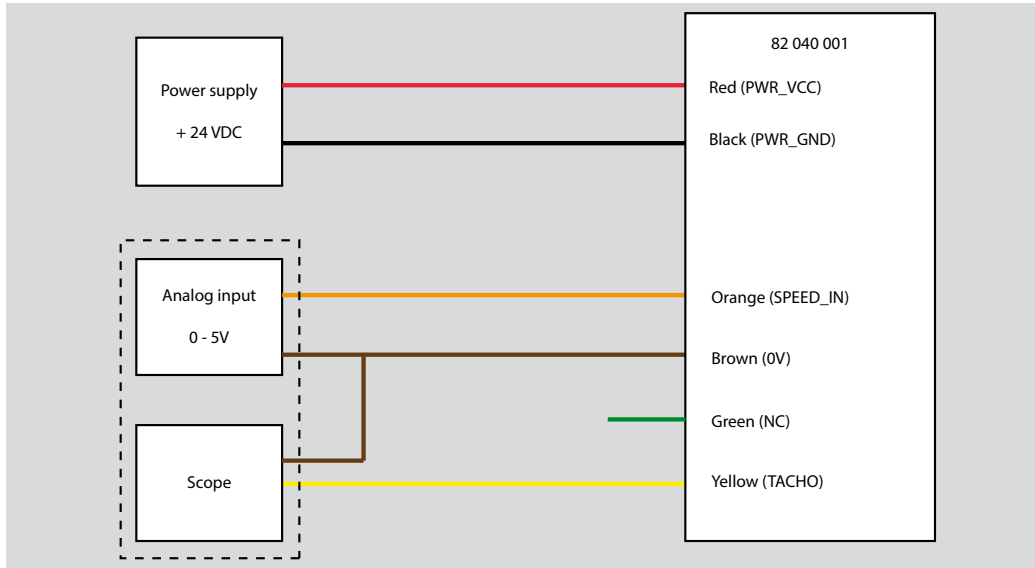 82 040 001
Power supply
+ 24 VDC
Red (PWR_VCC)
Black (PWR_GND)
Analog input
0 - 5V
Orange (SPEED_IN)
Brown (0V)
Green (NC)
Scope
Yellow (TACHO)